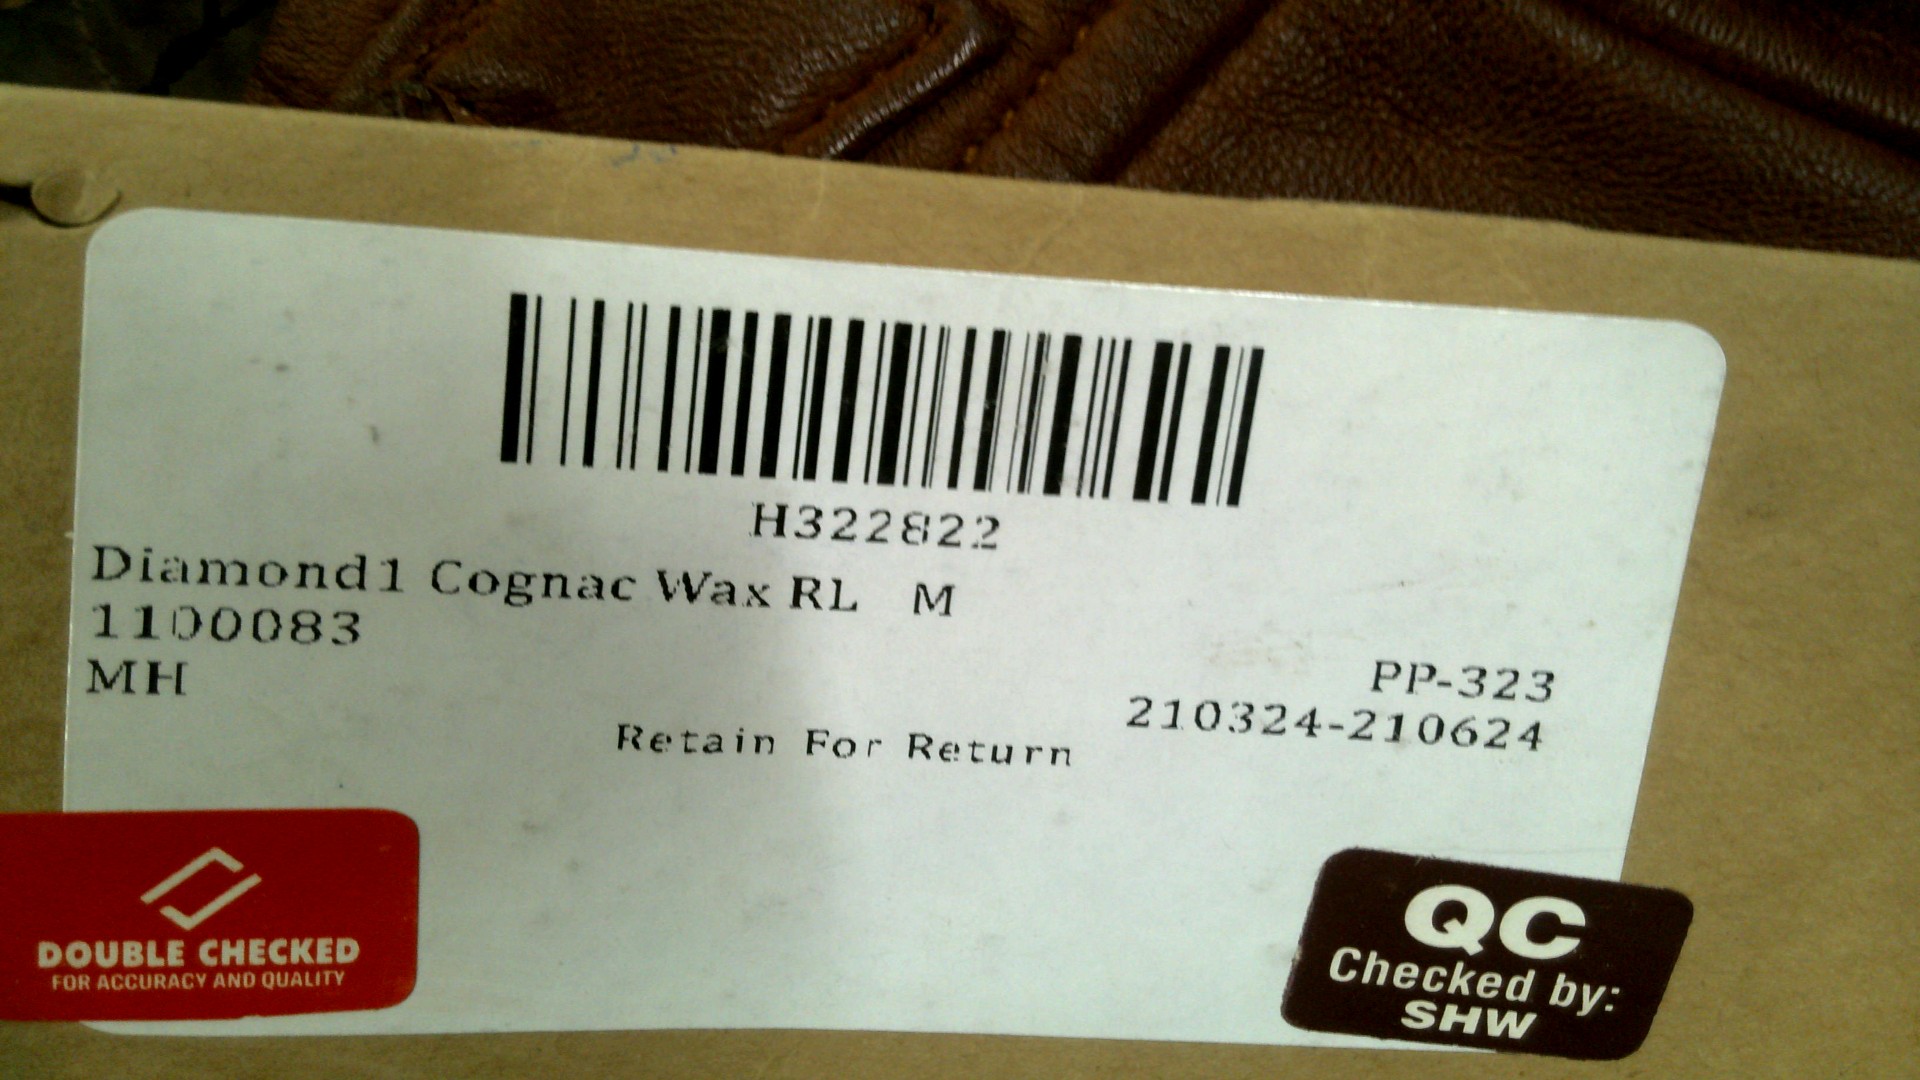 H322822
Diamond1 Cognac Wax RL M
1100083
MH
PP-323
210324-210624
Retain For Return
DOUBLE CHECKED
FOR ACCURACY AND QUALITY
QC
Checked by:
SHW